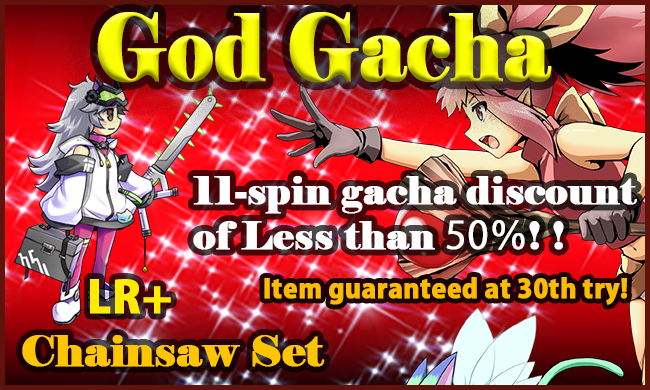 God Gacha
11-spin gacha discount
of Less than 50%!!
Item guaranteed at 30th try!
LR+
Chainsaw Set